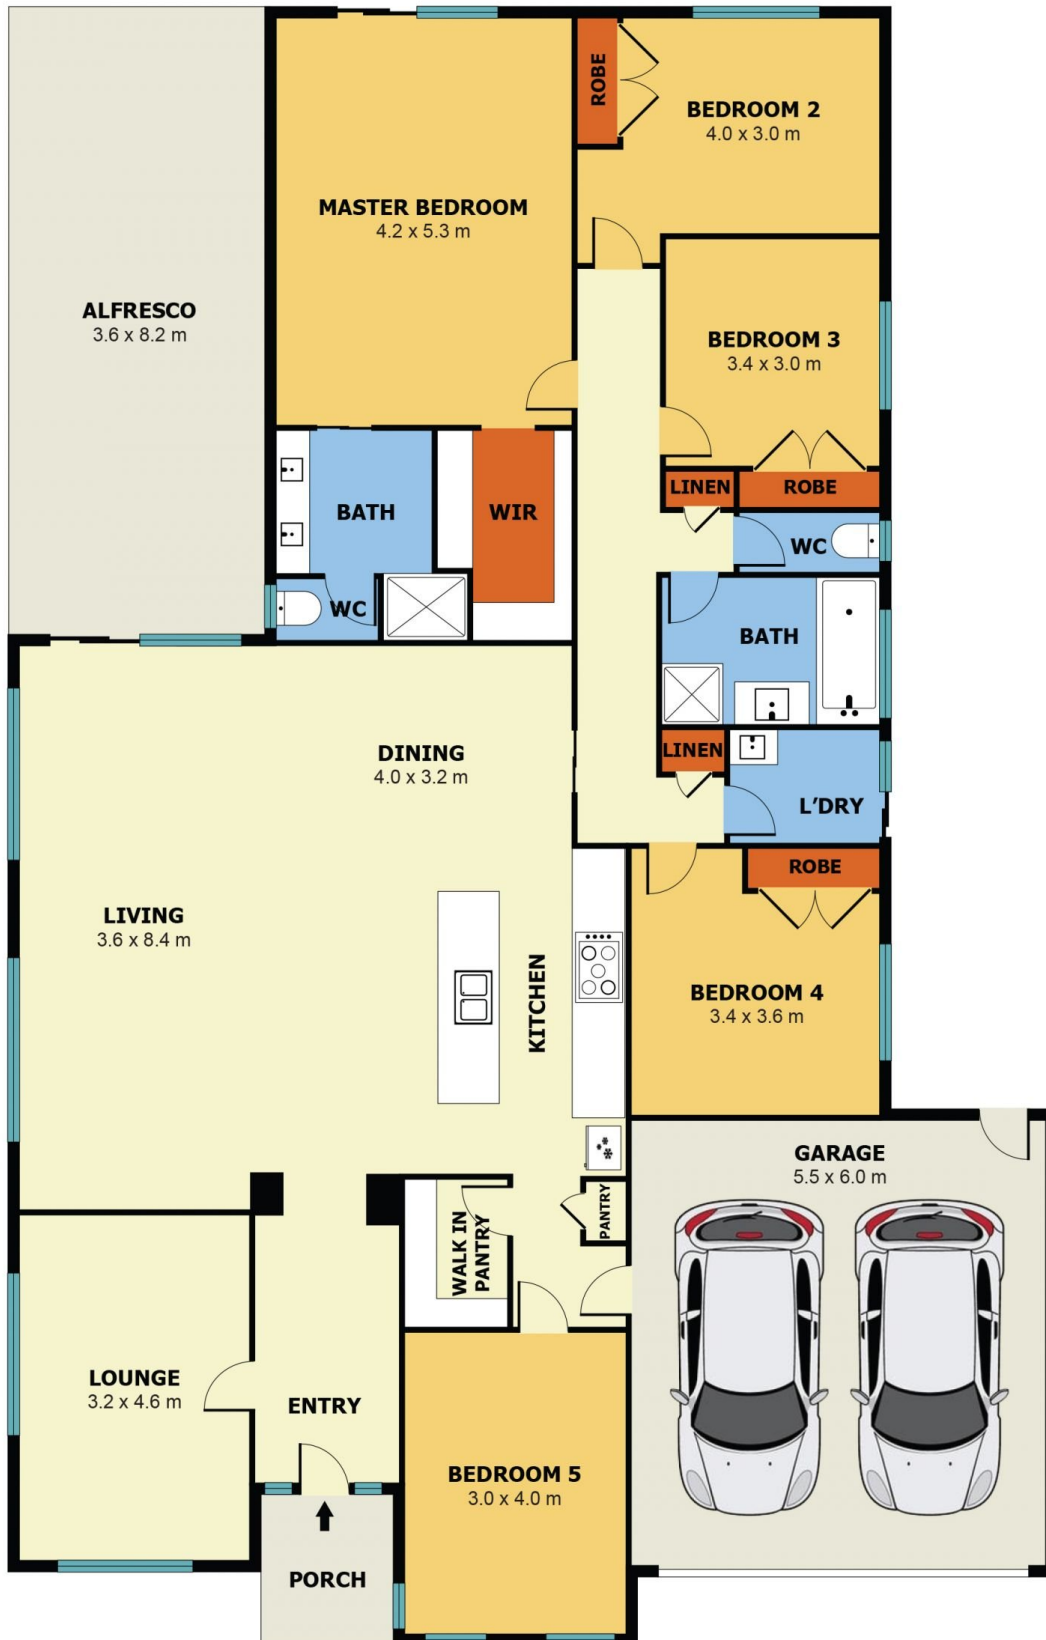 ROBE
BEDROOM 2
4.0 x 3.0 m
MASTER BEDROOM
4.2 x 5.3 m
ALFRESCO
3.6 x 8.2 m
BEDROOM 3
3.4 x 3.0 m
LINEN
ROBE
BATH
WIR
WC
WC
BATH
DINING
4.0 x 3.2 m
LINEN
L'DRY
ROBE
LIVING
3.6 x 8.4 m
KITCHEN
BEDROOM 4
3.4 x 3.6 m
GARAGE
5.5 x 6.0 m
PANTRY
WALK IN
PANTRY
LOUNGE
3.2 x 4.6 m
ENTRY
BEDROOM 5
3.0 x 4.0 m
PORCH